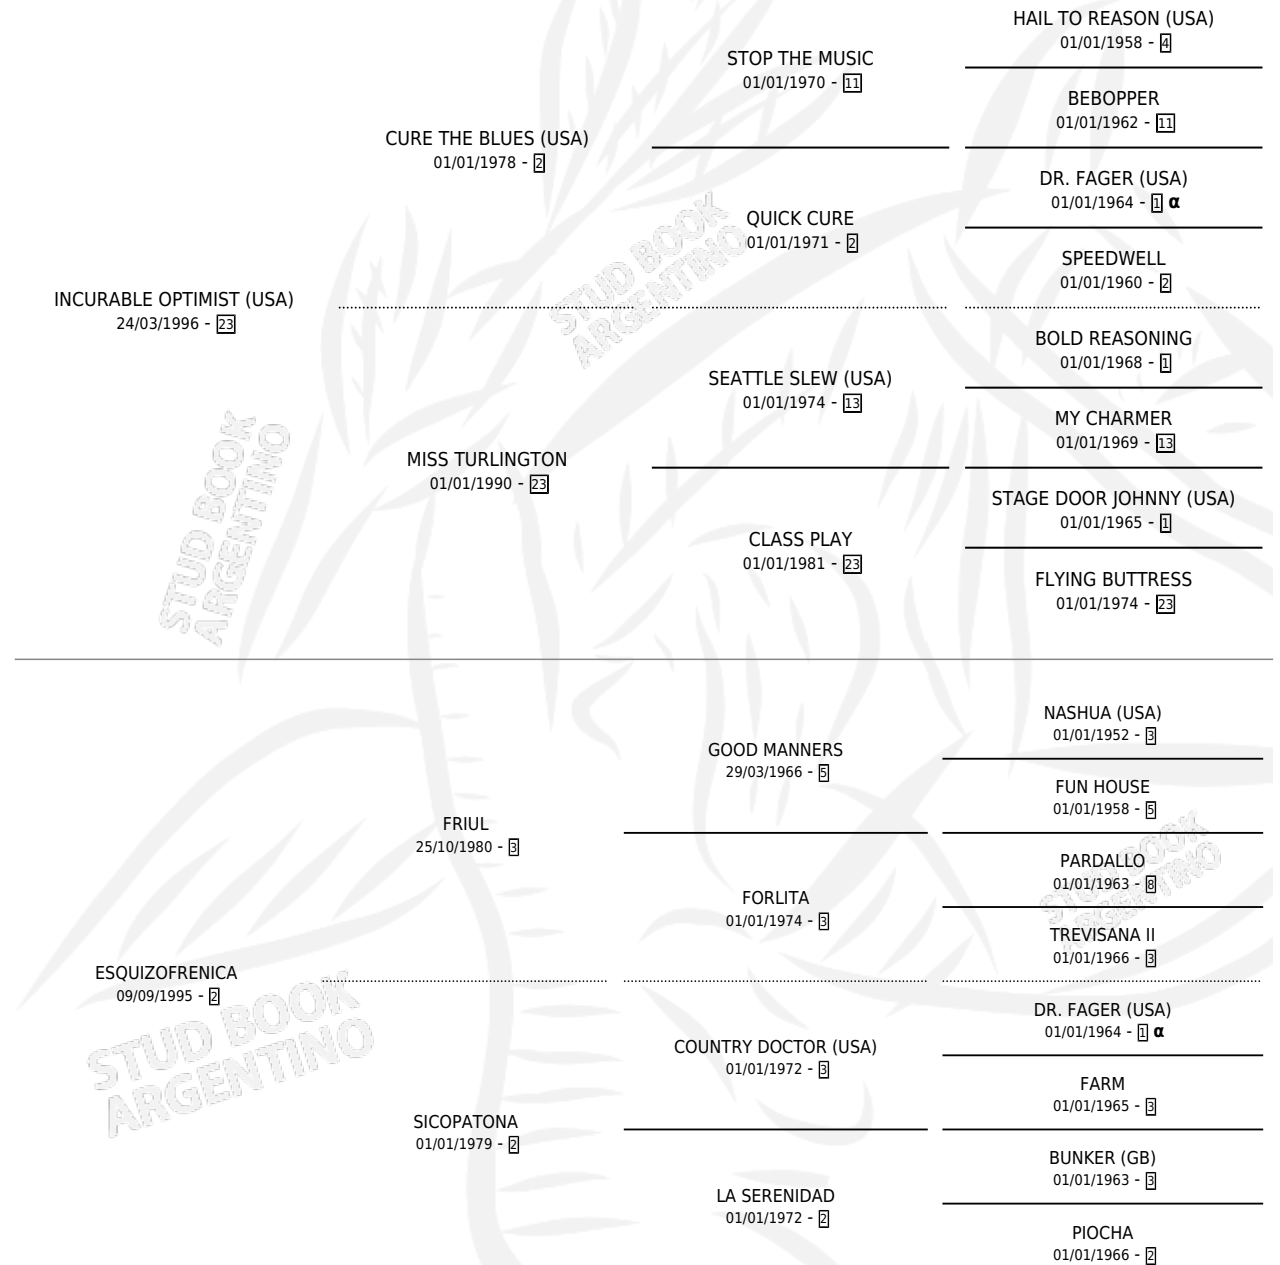 HAIL TO REASON (USA)
01/01/1958 - 4
STOP THE MUSIC
01/01/1970 - 11
BEBOPPER
01/01/1962 - 11
CURE THE BLUES (USA)
01/01/1978 - 2
DR. FAGER (USA)
01/01/1964 - 1 α
QUICK CURE
01/01/1971 - 2
SPEEDWELL
01/01/1960 - 2
INCURABLE OPTIMIST (USA)
24/03/1996 - 23
BOLD REASONING
01/01/1968 - 1
SEATTLE SLEW (USA)
01/01/1974 - 13
MY CHARMER
01/01/1969 - 13
MISS TURLINGTON
01/01/1990 - 23
STAGE DOOR JOHNNY (USA)
01/01/1965 - 1
CLASS PLAY
01/01/1981 - 23
FLYING BUTTRESS
01/01/1974 - 23
NASHUA (USA)
01/01/1952 - 3
GOOD MANNERS
29/03/1966 - 5
FUN HOUSE
01/01/1958 - 5
FRIUL
25/10/1980 - 3
PARDALLO
01/01/1963 - 8
FORLITA
01/01/1974 - 3
TREVISANA II
01/01/1966 - 3
ESQUIZOFRENICA
09/09/1995 - 2
DR. FAGER (USA)
01/01/1964 - 1 α
COUNTRY DOCTOR (USA)
01/01/1972 - 3
FARM
01/01/1965 - 3
SICOPATONA
01/01/1979 - 2
BUNKER (GB)
01/01/1963 - 3
LA SERENIDAD
01/01/1972 - 2
PIOCHA
01/01/1966 - 2
STUD BOOK
ARGENTINO
STUD BOOK
ARGENTINO
STUD BOOK
ARGENTINO
STUD BOOK
ARGENTINO